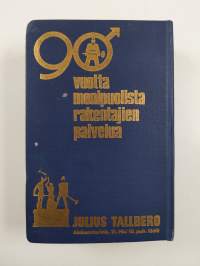 90
vuotta
monipuolista
rakentajien
palvelua
JULIUS TALLBERG